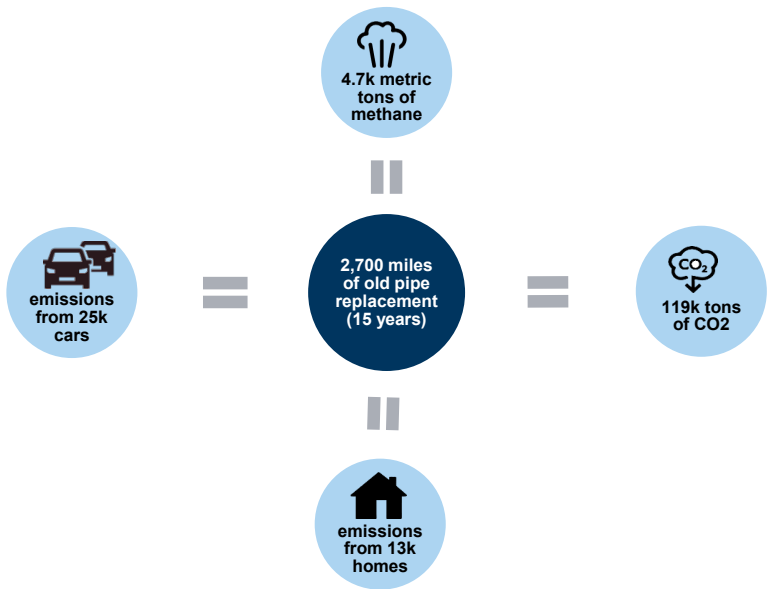 4.7k metric
tons of
methane
2,700 miles
of old pipe
replacement
(15 years)
emissions
from 25k
cars
CO2
119k tons
of CO2
emissions
from 13k
homes